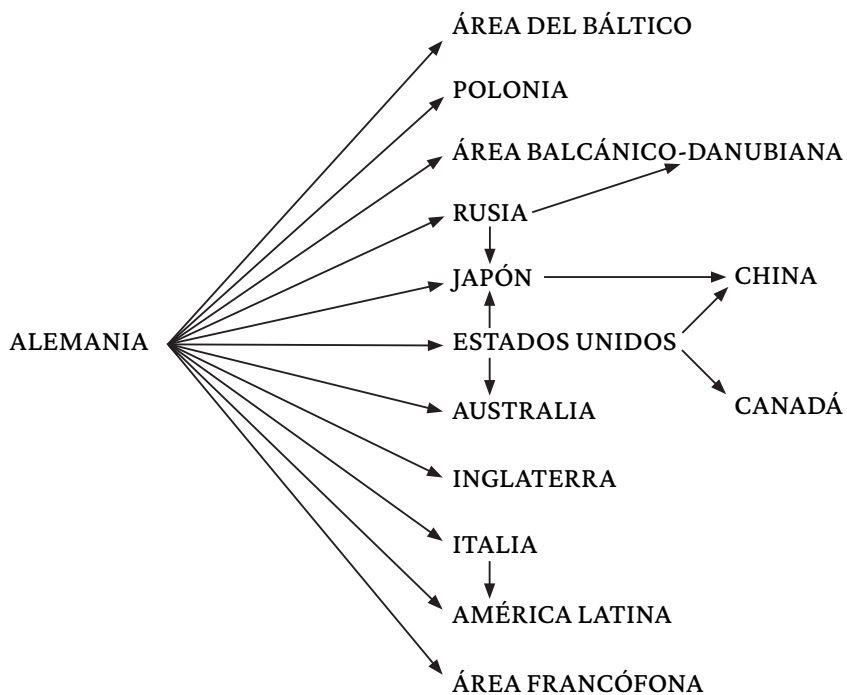 ÁREA DEL BÁLTICO
POLONIA
ÁREA BALCÁNICO-DANUBIANA
RUSIA
JAPÓN
CHINA
ALEMANIA
ESTADOS UNIDOS
CANADÁ
AUSTRALIA
INGLATERRA
ITALIA
AMÉRICA LATINA
ÁREA FRANCÓFONA